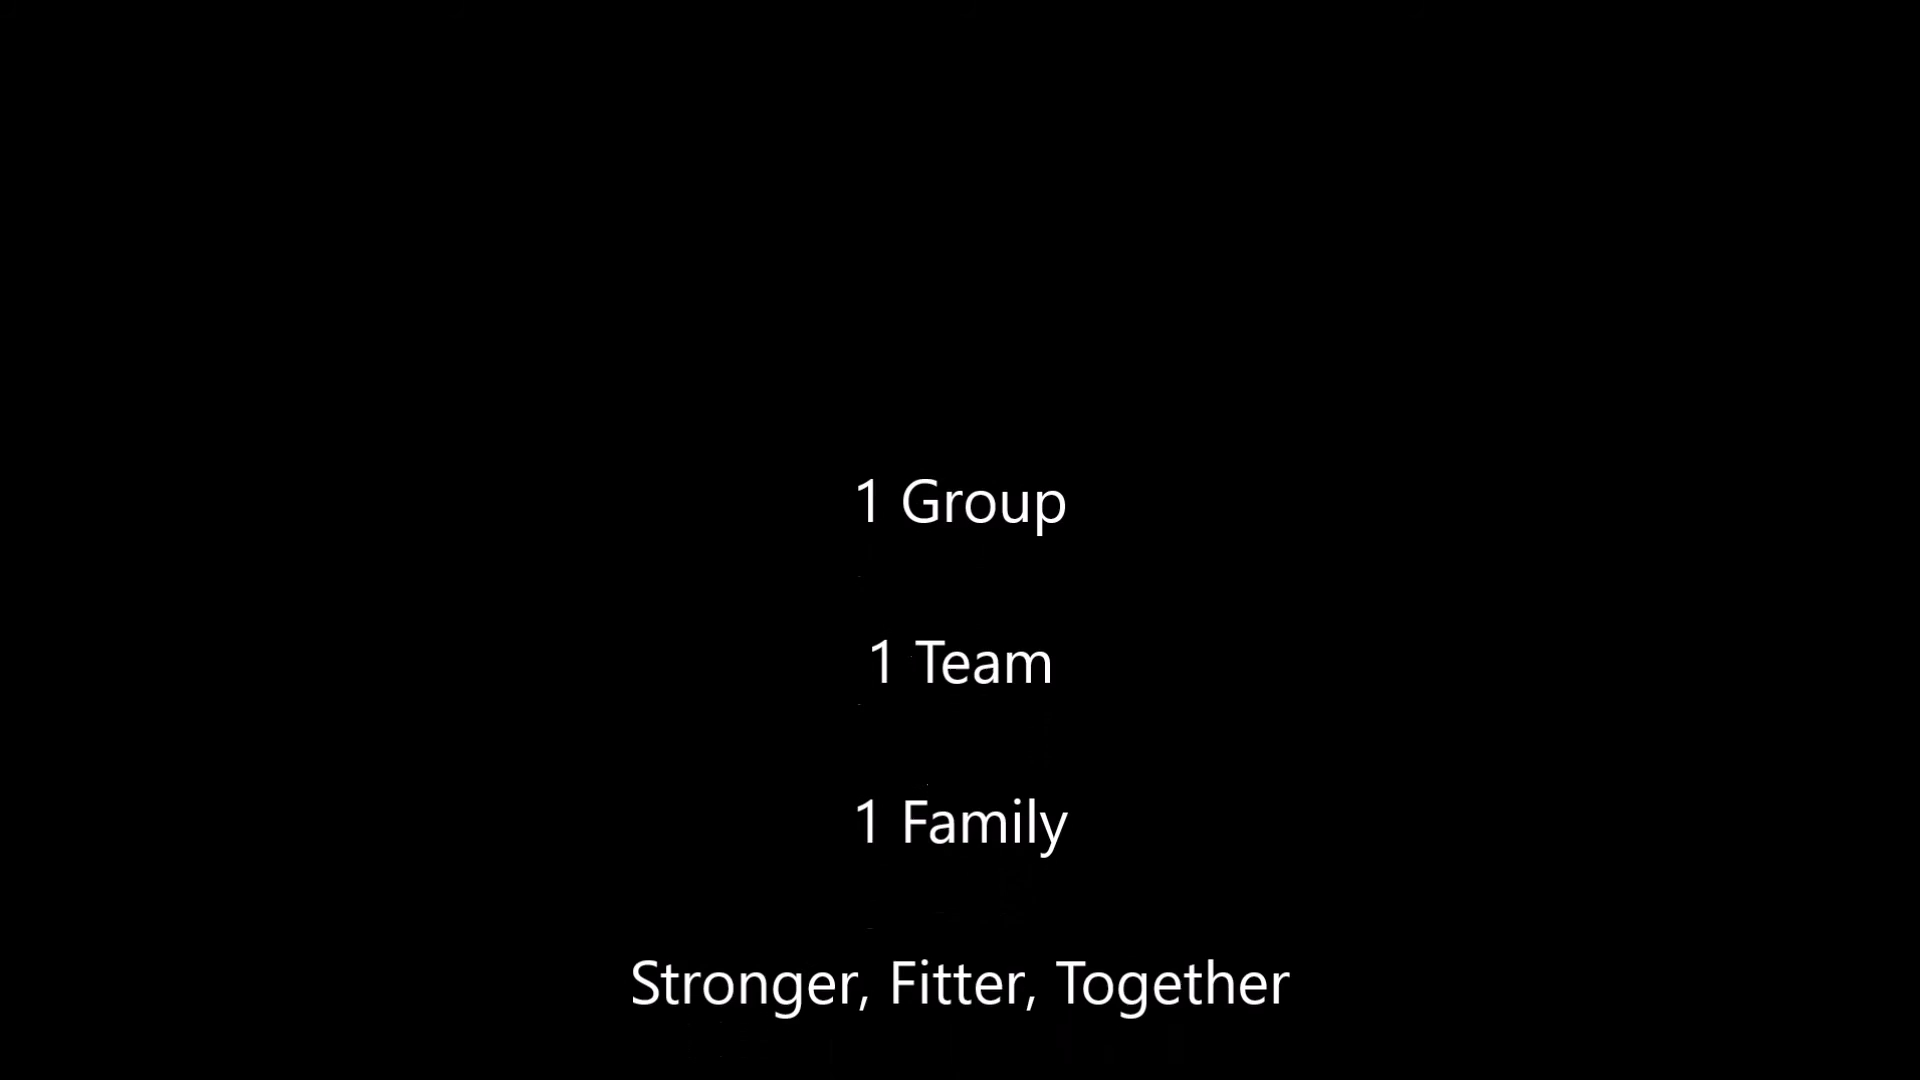 1 Group
1 Team
1 Family
Stronger, Fitter, Together